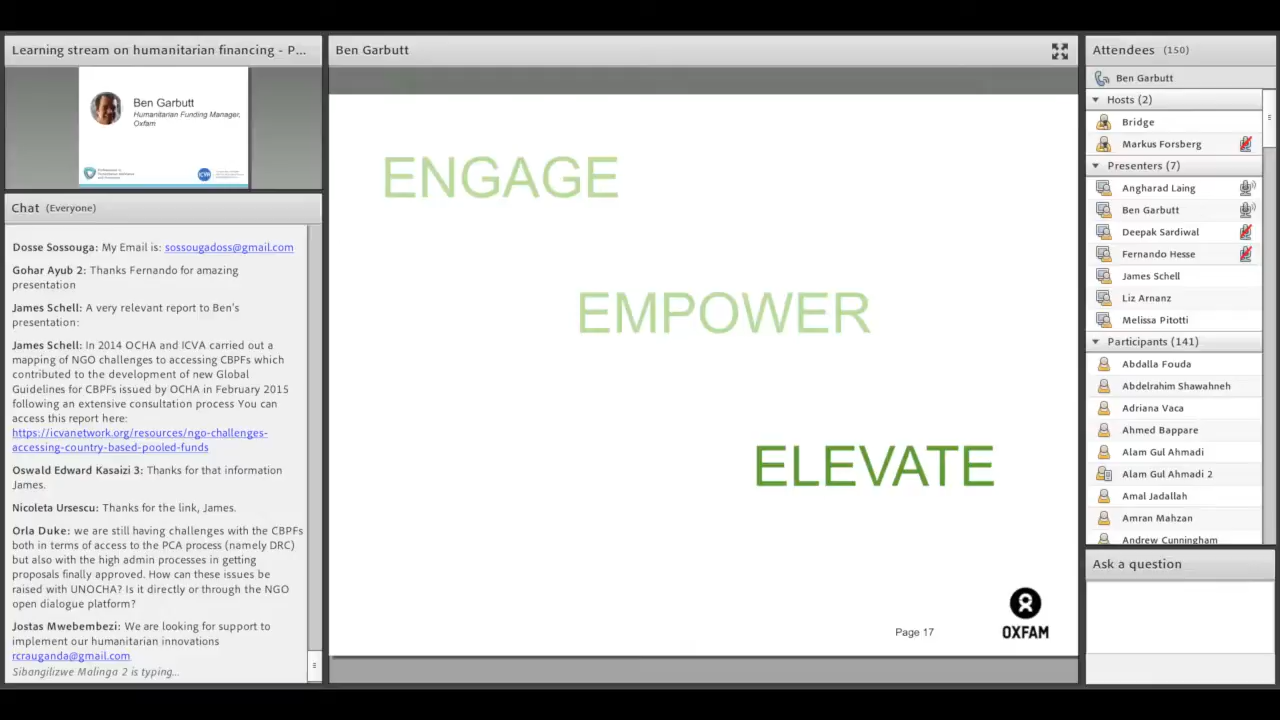 Learning stream on humanitarian financing - P...
Ben Garbutt
Humanitarian Funding Manager,
Oxfam
ICVA
Chat (Everyone)
Dosse Sossouga: My Email is: sossougadoss@gmail.com
Gohar Ayub 2: Thanks Fernando for amazing
presentation
James Schell: A very relevant report to Ben's
presentation:
James Schell: In 2014 OCHA and ICVA carried out a
mapping of NGO challenges to accessing CBPFs which
contributed to the development of new Global
Guidelines for CBPFs issued by OCHA in February 2015
following an extensive consultation process You can
access this report here:
https://icvanetwork.org/resources/ngo-challenges-
accessing-country-based-pooled-funds
Oswald Edward Kasaizi 3: Thanks for that information
James.
Nicoleta Ursescu: Thanks for the link, James.
Orla Duke: we are still having challenges with the CBPFs
both in terms of access to the PCA process (namely DRC)
but also with the high admin processes in getting
proposals finally approved. How can these issues be
raised with UNOCHA? Is it directly or through the NGO
open dialogue platform?
Jostas Mwebembezi: We are looking for support to
implement our humanitarian innovations
rcrauganda@gmail.com
Sibangilizwe Malinga 2 is typing...
Ben Garbutt
ENGAGE
EMPOWER
ELEVATE
Page 17
OXFAM
Attendees (150)
Ben Garbutt
Hosts (2)
Bridge
Markus Forsberg
Presenters (7)
Angharad Laing
Ben Garbutt
Deepak Sardiwal
Fernando Hesse
James Schell
Liz Arnanz
Melissa Pitotti
Participants (141)
Abdalla Fouda
Abdelrahim Shawahneh
Adriana Vaca
Ahmed Bappare
Alam Gul Ahmadi
Alam Gul Ahmadi 2
Amal Jadallah
Amran Mahzan
Andrew Cunningham
Ask a question